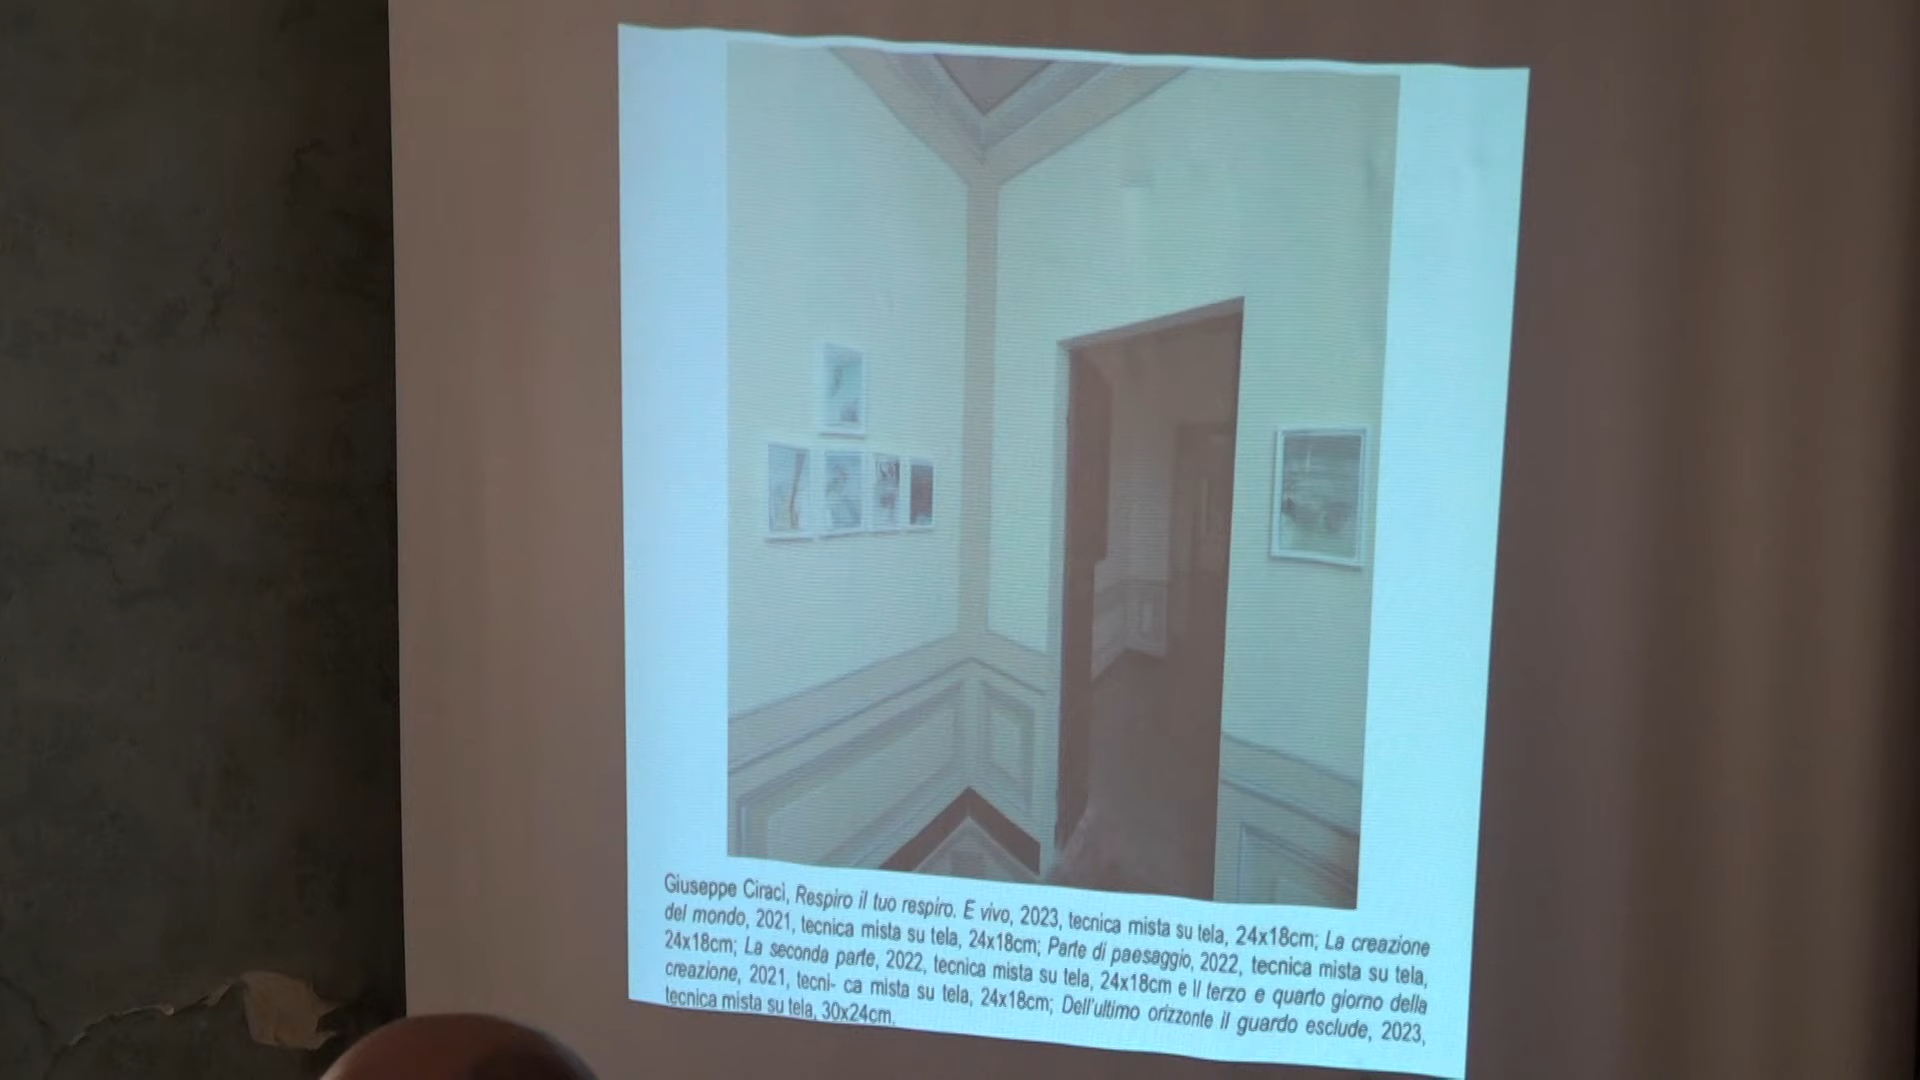 Giuseppe Ciracì, Respiro il tuo respiro. E vivo, 2023, tecnica mista su tela, 24x18cm; La creazione
del mondo, 2021, tecnica mista su tela, 24x18cm; Parte di paesaggio, 2022, tecnica mista su tela,
24x18cm; La seconda parte, 2022, tecnica mista su tela, 24x18cm e Il terzo e quarto giorno della
creazione, 2021, tecni- ca mista su tela, 24x18cm; Dell'ultimo orizzonte il guardo esclude, 2023,
tecnica mista su tela, 30x24cm.